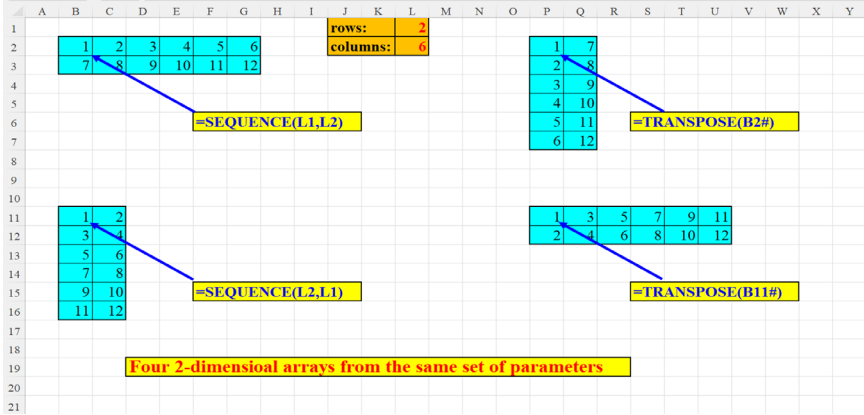 A B C D E F G H I J K L M N O P Q R S T U V W X Y
1 rows: 2
2 1 2 3 4 5 6 columns: 6 1 7
3 7 8 9 10 11 12 2 8
4 3 9
5 4 10
6 =SEQUENCE(L1,L2) 5 11 =TRANSPOSE(B2#)
7 6 12
8
9
10
11 1 2 1 3 5 7 9 11
12 3 4 2 4 6 8 10 12
13 5 6
14 7 8
15 9 10 =SEQUENCE(L2,L1) =TRANSPOSE(B11#)
16 11 12
17
18
19 Four 2-dimensioal arrays from the same set of parameters
20
21